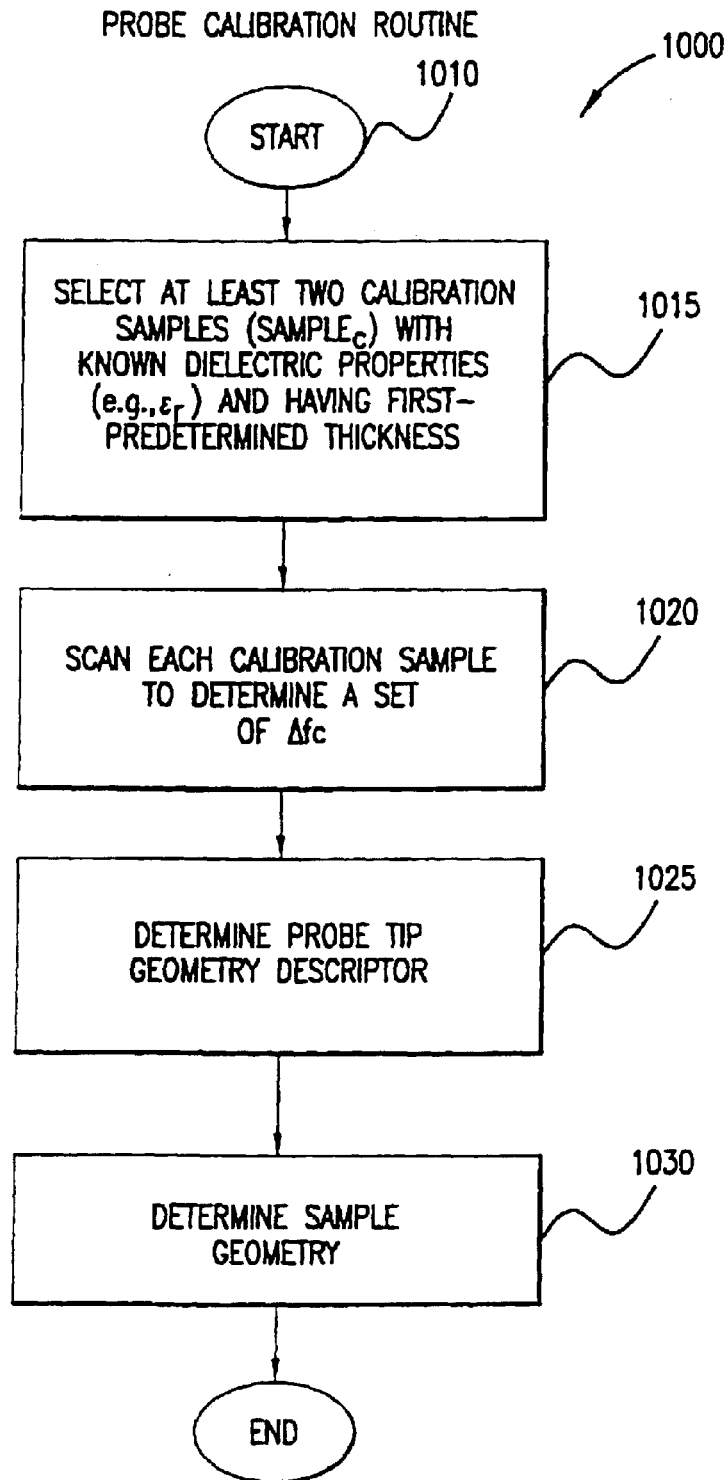 PROBE CALIBRATION ROUTINE
1000
1010
START
SELECT AT LEAST TWO CALIBRATION
SAMPLES (SAMPLEC) WITH
KNOWN DIELECTRIC PROPERTIES
(e.g.,εr) AND HAVING FIRST-
PREDETERMINED THICKNESS
1015
SCAN EACH CALIBRATION SAMPLE
TO DETERMINE A SET
OF Δfc
1020
DETERMINE PROBE TIP
GEOMETRY DESCRIPTOR
1025
DETERMINE SAMPLE
GEOMETRY
1030
END